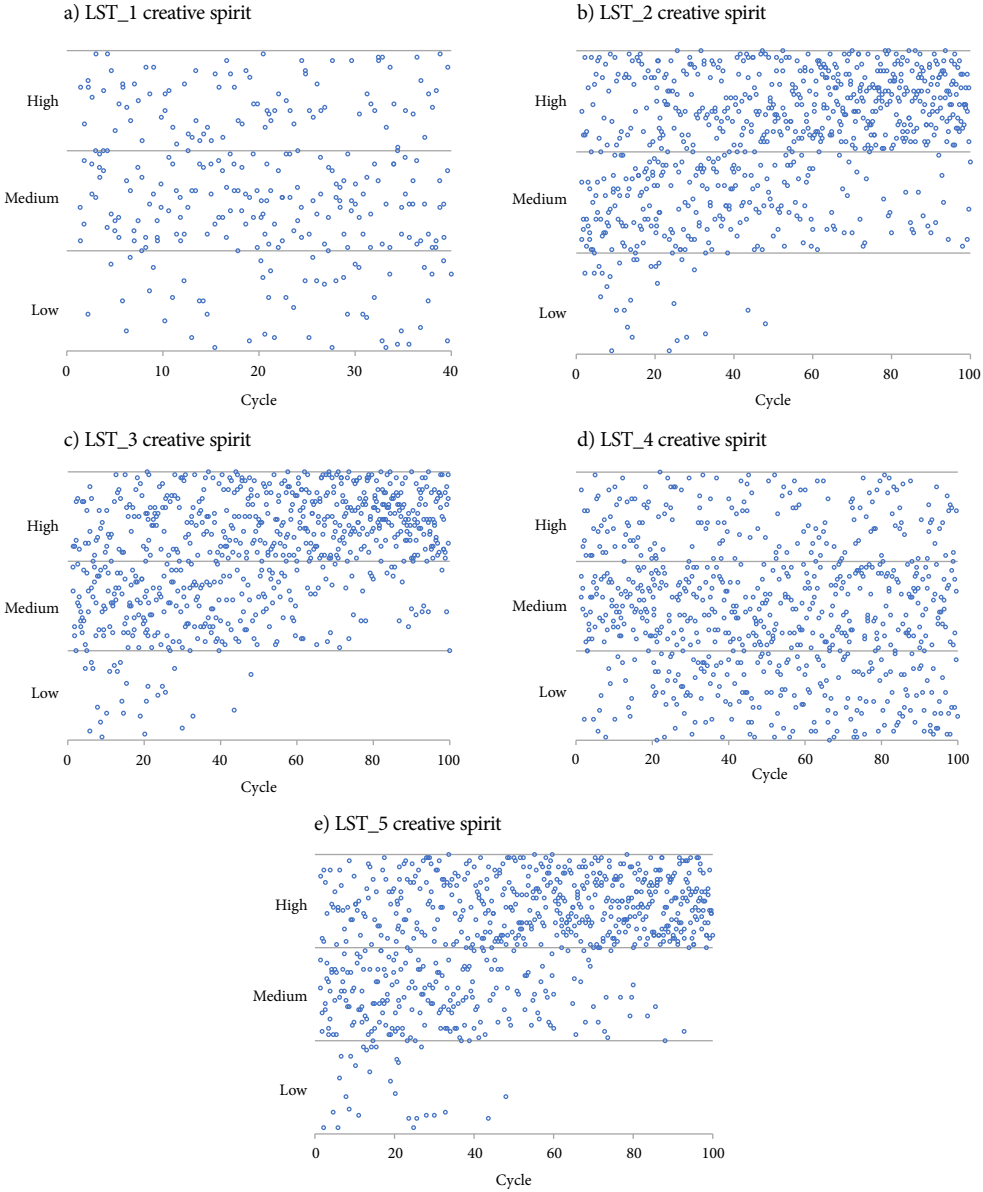 a) LST_1 creative spirit
High
Medium
Low
0 10 20 30 40
Cycle
b) LST_2 creative spirit
High
Medium
Low
0 20 40 60 80 100
Cycle
c) LST_3 creative spirit
High
Medium
Low
0 20 40 60 80 100
Cycle
d) LST_4 creative spirit
High
Medium
Low
0 20 40 60 80 100
Cycle
e) LST_5 creative spirit
High
Medium
Low
0 20 40 60 80 100
Cycle